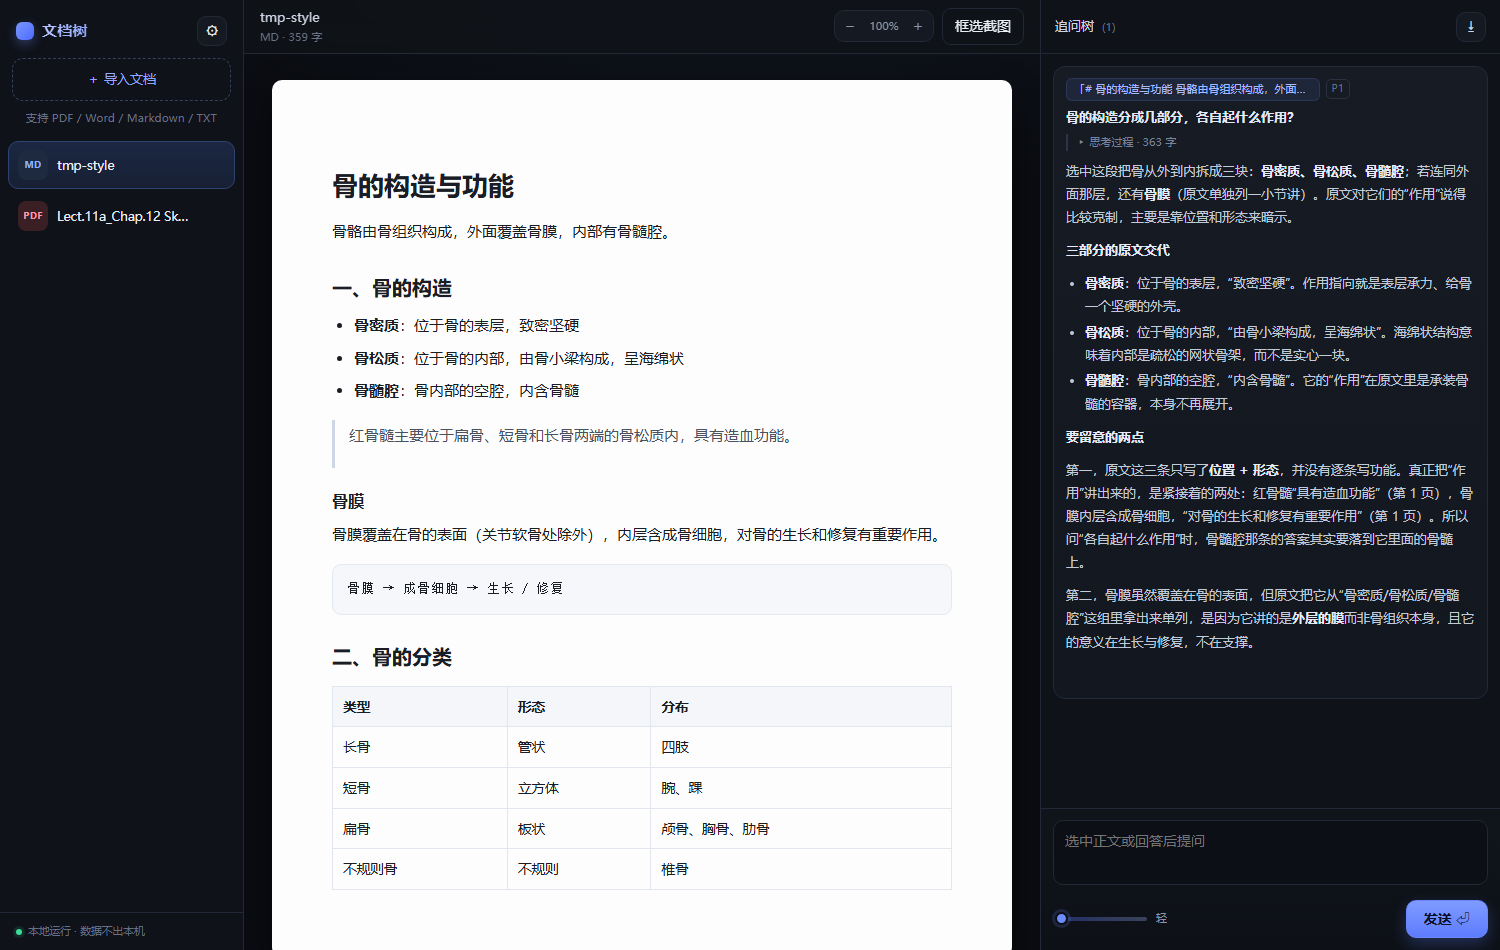 文档树
⚙
+ 导入文档
支持 PDF / Word / Markdown / TXT
MD tmp-style
PDF Lect.11a_Chap.12 Sk...
本地运行 · 数据不出本机
tmp-style
MD · 359 字
− 100% +
框选截图
骨的构造与功能
骨骼由骨组织构成，外面覆盖骨膜，内部有骨髓腔。
一、骨的构造
• 骨密质：位于骨的表层，致密坚硬
• 骨松质：位于骨的内部，由骨小梁构成，呈海绵状
• 骨髓腔：骨内部的空腔，内含骨髓
红骨髓主要位于扁骨、短骨和长骨两端的骨松质内，具有造血功能。
骨膜
骨膜覆盖在骨的表面（关节软骨处除外），内层含成骨细胞，对骨的生长和修复有重要作用。
骨膜 → 成骨细胞 → 生长 / 修复
二、骨的分类
类型 形态 分布
长骨 管状 四肢
短骨 立方体 腕、踝
扁骨 板状 颅骨、胸骨、肋骨
不规则骨 不规则 椎骨
追问树 (1)
「# 骨的构造与功能 骨骼由骨组织构成，外面... P1
骨的构造分成几部分，各自起什么作用？
‣ 思考过程 · 363 字
选中这段把骨从外到内拆成三块：骨密质、骨松质、骨髓腔；若连同外
面那层，还有骨膜（原文单独列一小节讲）。原文对它们的“作用”说得
比较克制，主要是靠位置和形态来暗示。
三部分的原文交代
• 骨密质：位于骨的表层，“致密坚硬”。作用指向就是表层承力、给骨
一个坚硬的外壳。
• 骨松质：位于骨的内部，“由骨小梁构成，呈海绵状”。海绵状结构意
味着内部是疏松的网状骨架，而不是实心一块。
• 骨髓腔：骨内部的空腔，“内含骨髓”。它的“作用”在原文里是承装骨
髓的容器，本身不再展开。
要留意的两点
第一，原文这三条只写了位置 + 形态，并没有逐条写功能。真正把“作
用”讲出来的，是紧接着的两处：红骨髓“具有造血功能”（第 1 页），骨
膜内层含成骨细胞，“对骨的生长和修复有重要作用”（第 1 页）。所以
问“各自起什么作用”时，骨髓腔那条的答案其实要落到它里面的骨髓
上。
第二，骨膜虽然覆盖在骨的表面，但原文把它从“骨密质/骨松质/骨髓
腔”这组里拿出来单列，是因为它讲的是外层的膜而非骨组织本身，且它
的意义在生长与修复，不在支撑。
选中正文或回答后提问
轻
发送 ⏎